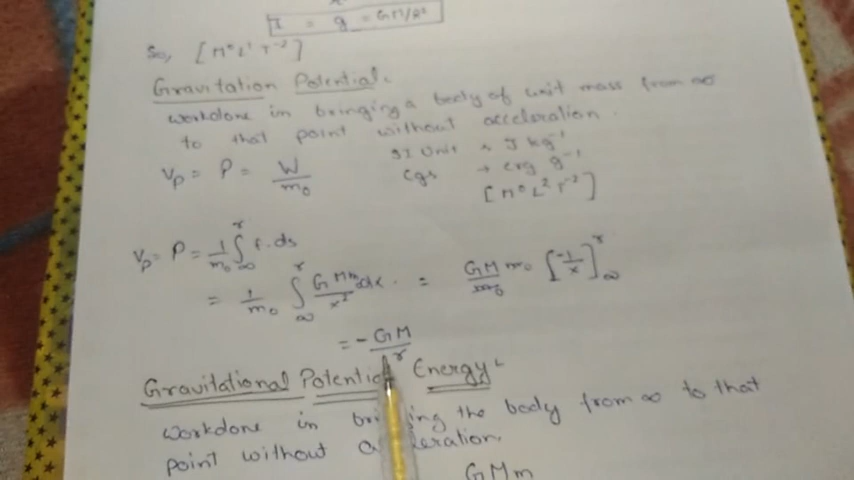 I = g = GM/R²
So, [M⁰L¹T⁻²]
Gravitation Potential
workdone in bringing a body of unit mass from ∞
to that point without acceleration.
SI Unit → J kg⁻¹
Vp = P = W/m₀
cgs → erg g⁻¹
[M⁰L²T⁻²]
Vp = P = 1/m₀ ∫∞^r f.ds
= 1/m₀ ∫∞^r GMm₀/x² dx. = GM/m₀ m₀ [-1/x]∞^r
= -GM/r
Gravitational Potential Energy
workdone in bringing the body from ∞ to that
point without acceleration.
GMm